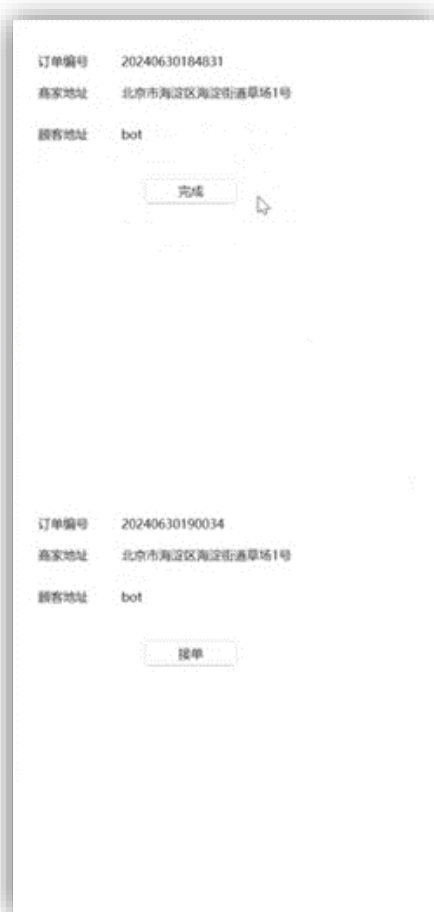 订单编号 20240630184831
商家地址 北京市海淀区海淀街道草场1号
顾客地址 bot
完成
订单编号 20240630190034
商家地址 北京市海淀区海淀街道草场1号
顾客地址 bot
接单